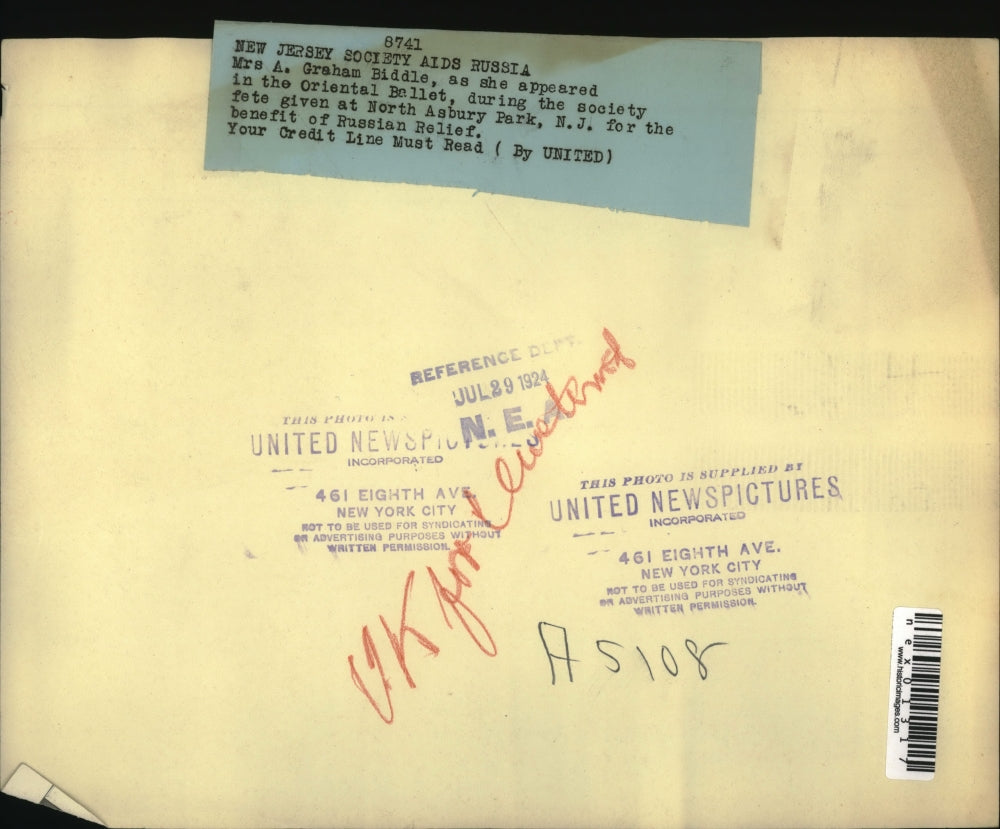 8741
NEW JERSEY SOCIETY AIDS RUSSIA
Mrs A. Graham Biddle, as she appeared
in the Oriental Ballet, during the society
fete given at North Asbury Park, N.J. for the
benefit of Russian Relief.
Your Credit Line Must Read ( By UNITED)
REFERENCE DEPT.
JUL 29 1924
N. E. A
THIS PHOTO IS
UNITED NEWSPICTURES
INCORPORATED
461 EIGHTH AVE.
NEW YORK CITY
NOT TO BE USED FOR SYNDICATING
OR ADVERTISING PURPOSES WITHOUT
WRITTEN PERMISSION.
THIS PHOTO IS SUPPLIED BY
UNITED NEWSPICTURES
INCORPORATED
461 EIGHTH AVE.
NEW YORK CITY
NOT TO BE USED FOR SYNDICATING
OR ADVERTISING PURPOSES WITHOUT
WRITTEN PERMISSION.
OK for
A 5108
nex01317
www.historicimages.com